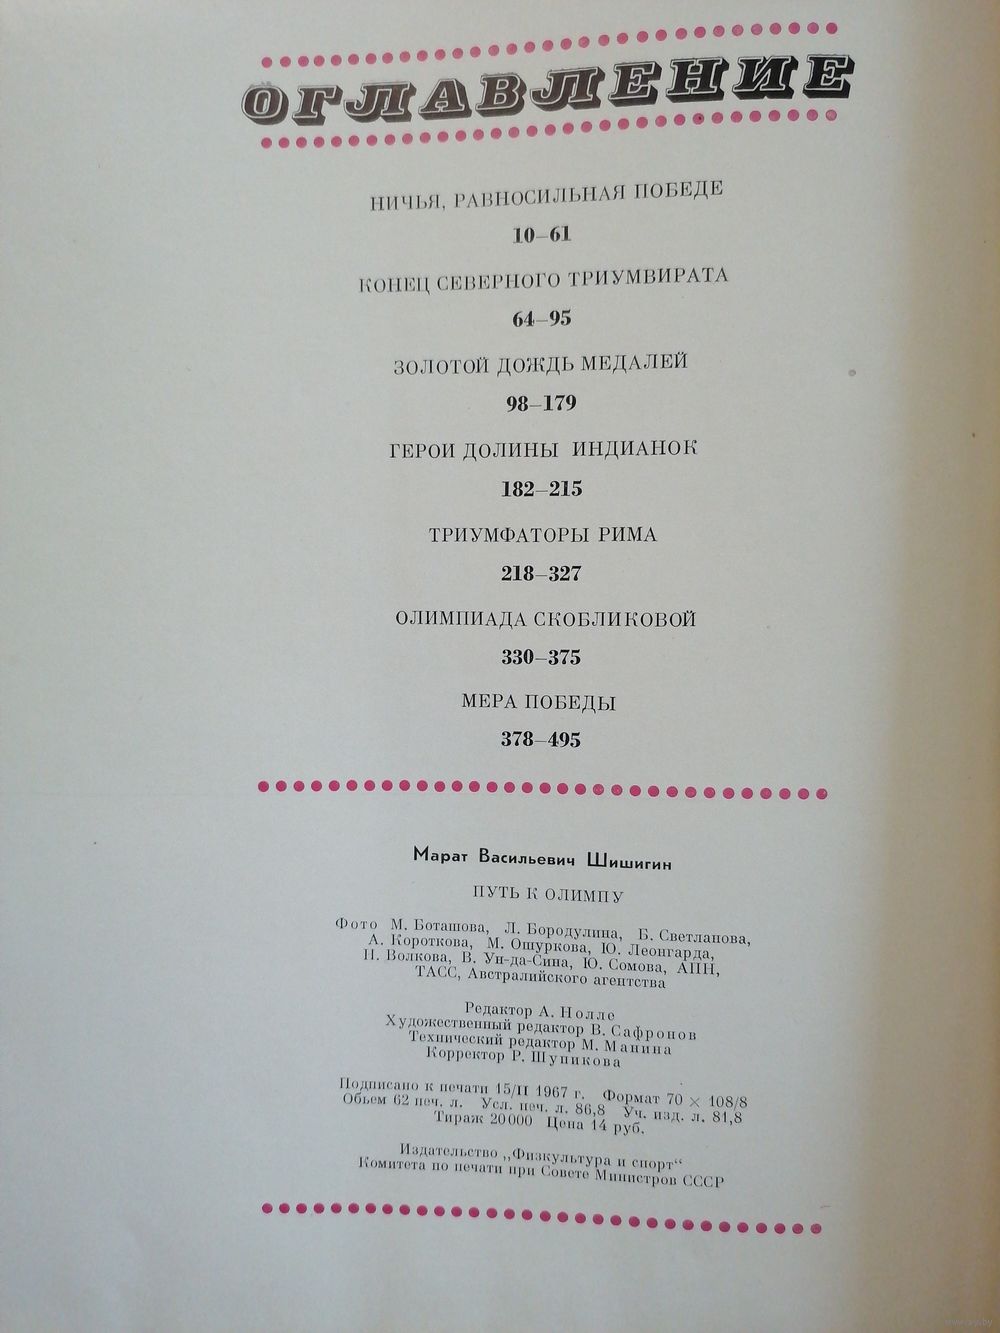 ОГЛАВЛЕНИЕ
НИЧЬЯ, РАВНОСИЛЬНАЯ ПОБЕДЕ
10—61
КОНЕЦ СЕВЕРНОГО ТРИУМВИРАТА
64—95
ЗОЛОТОЙ ДОЖДЬ МЕДАЛЕЙ
98—179
ГЕРОИ ДОЛИНЫ ИНДИАНОК
182—215
ТРИУМФАТОРЫ РИМА
218—327
ОЛИМПИАДА СКОБЛИКОВОЙ
330—375
МЕРА ПОБЕДЫ
378—495
Марат Васильевич Шишигин
ПУТЬ К ОЛИМПУ
Фото М. Боташова, Л. Бородулина, Б. Светланова,
А. Короткова, М. Ошуркова, Ю. Леонгарда,
Н. Волкова, В. Ун-да-Сина, Ю. Сомова, АПН,
ТАСС, Австралийского агентства
Редактор А. Нолле
Художественный редактор В. Сафронов
Технический редактор М. Манина
Корректор Р. Шупикова
Подписано к печати 15/II 1967 г. Формат 70 × 108/8
Объем 62 печ. л. Усл. печ. л. 86,8 Уч. изд. л. 81,8
Тираж 20000 Цена 14 руб.
Издательство „Физкультура и спорт“
Комитета по печати при Совете Министров СССР